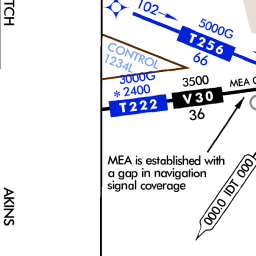 TCH
102
5000G
T256
66
CONTROL
1234L
3000G
*2400
T222
3500
V30
36
MEA
MEA is established with
a gap in navigation
signal coverage
000.0 IDT 000
AKINS